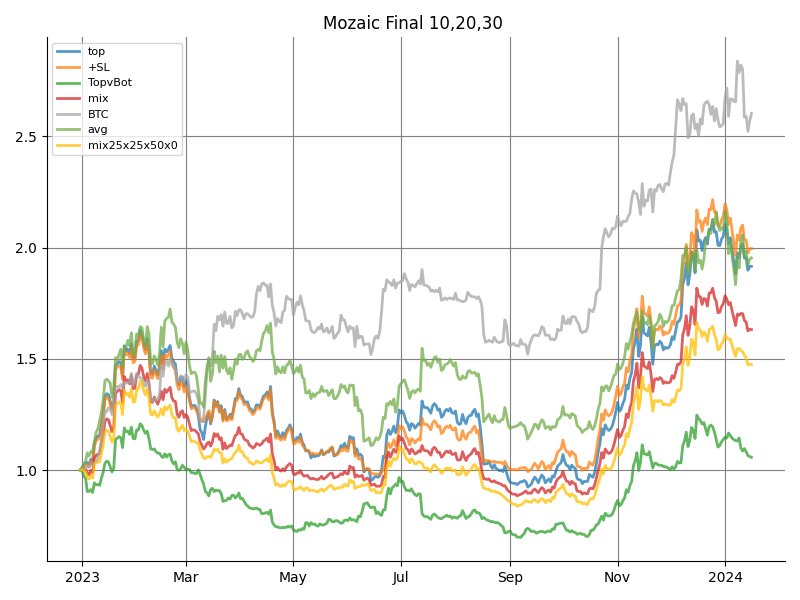 Mozaic Final 10,20,30
top
+SL
TopvBot
mix
BTC
avg
mix25x25x50x0
2.5
2.0
1.5
1.0
2023 Mar May Jul Sep Nov 2024